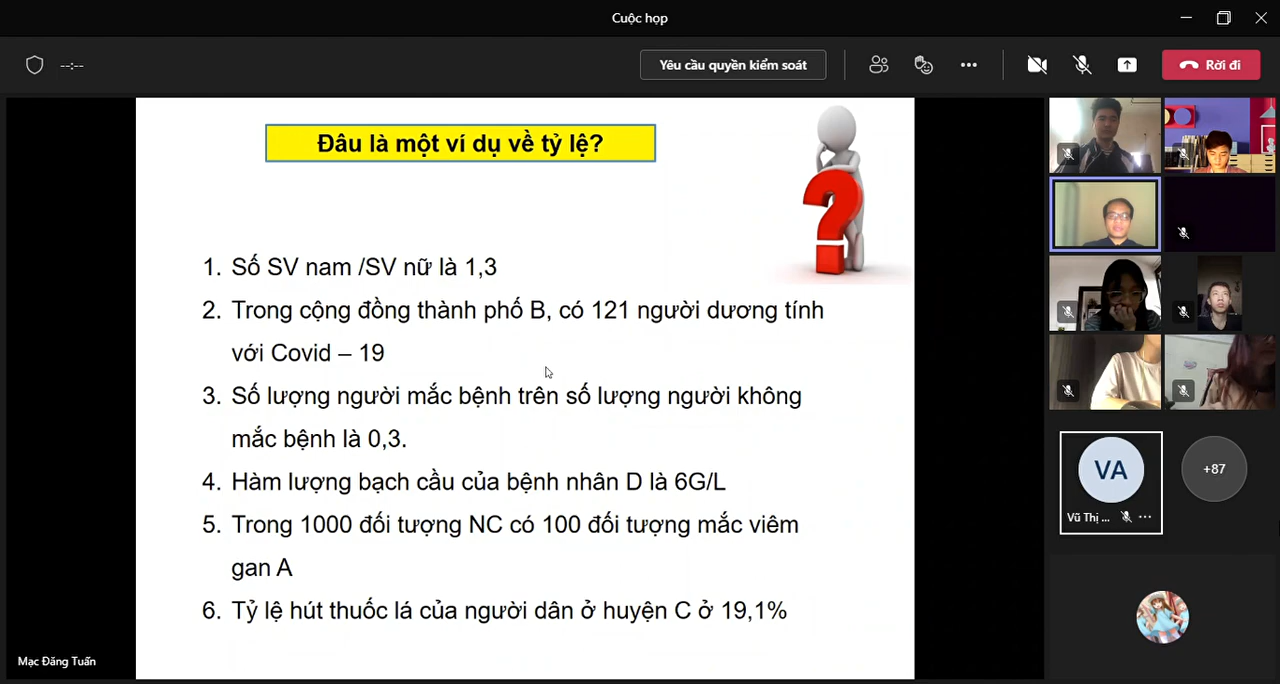 Cuộc họp
--:--
Yêu cầu quyền kiểm soát
Rời đi
Đâu là một ví dụ về tỷ lệ?
1. Số SV nam /SV nữ là 1,3
2. Trong cộng đồng thành phố B, có 121 người dương tính
với Covid – 19
3. Số lượng người mắc bệnh trên số lượng người không
mắc bệnh là 0,3.
4. Hàm lượng bạch cầu của bệnh nhân D là 6G/L
5. Trong 1000 đối tượng NC có 100 đối tượng mắc viêm
gan A
6. Tỷ lệ hút thuốc lá của người dân ở huyện C ở 19,1%
VA
+87
Vũ Thị ...
Mạc Đăng Tuấn